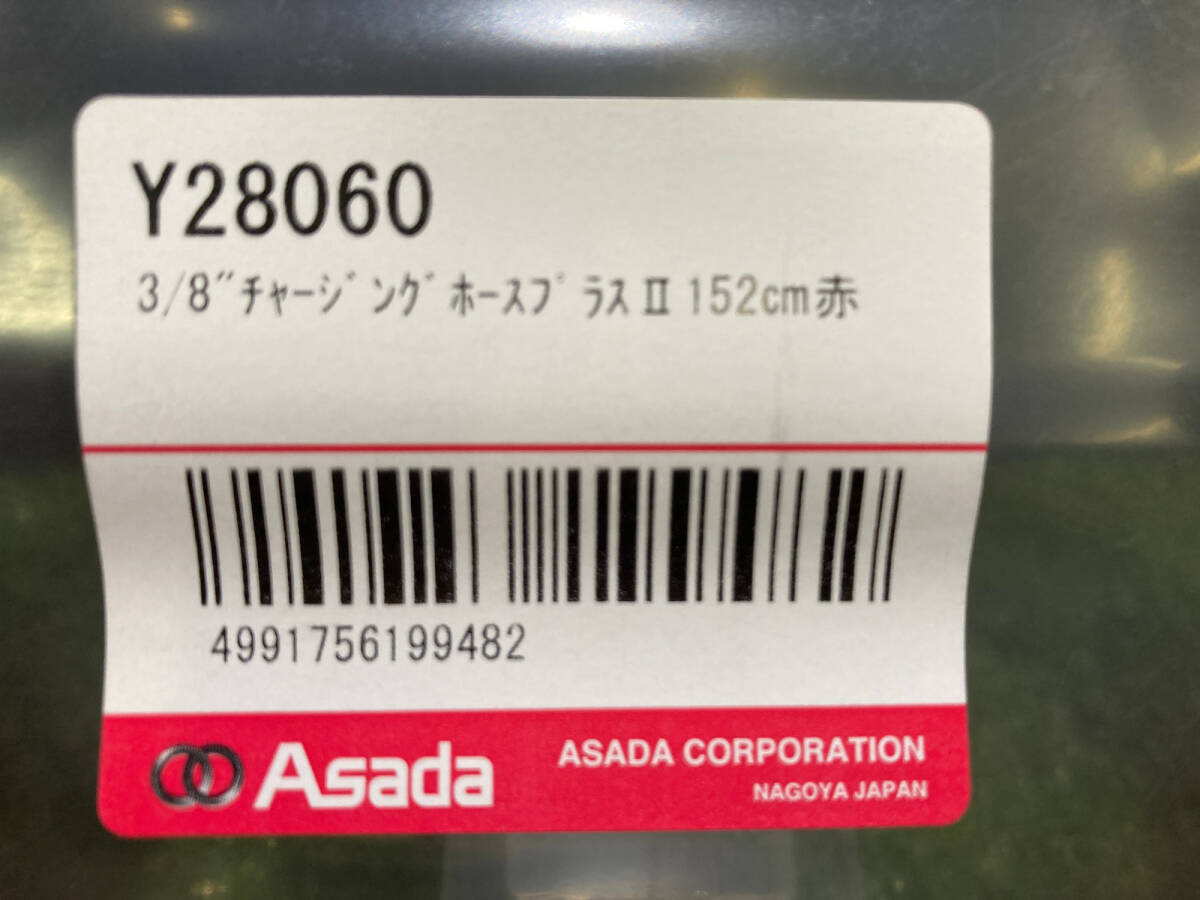 Y28060
3/8"ﾁｬｰｼﾞﾝｸﾞﾎｰｽﾌﾟﾗｽⅡ 152cm赤
4991756199482
Asada
ASADA CORPORATION
NAGOYA JAPAN